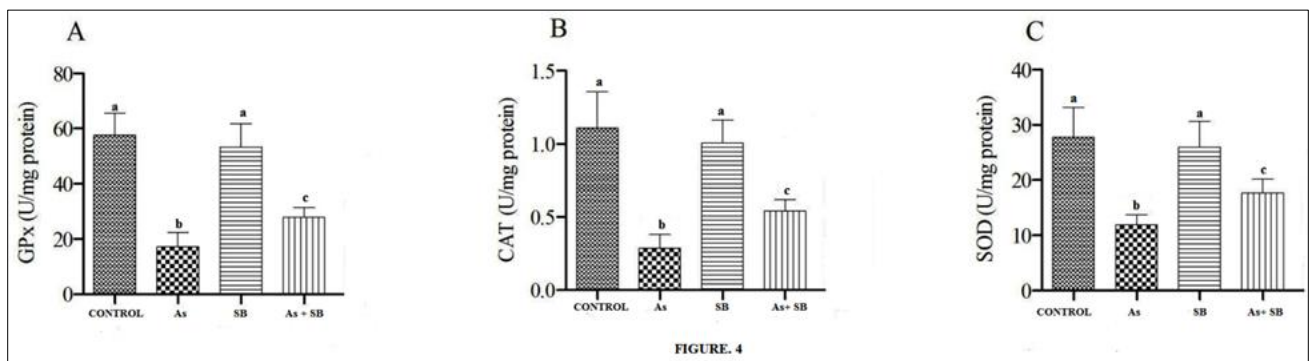 A
GPx (U/mg protein)
80
60
40
20
0
a
b
a
c
CONTROL
As
SB
As + SB
B
CAT (U/mg protein)
1.5
1.0
0.5
0.0
a
b
a
c
CONTROL
As
SB
As+ SB
C
SOD (U/mg protein)
40
30
20
10
0
a
b
a
c
CONTROL
As
SB
As+ SB
FIGURE. 4